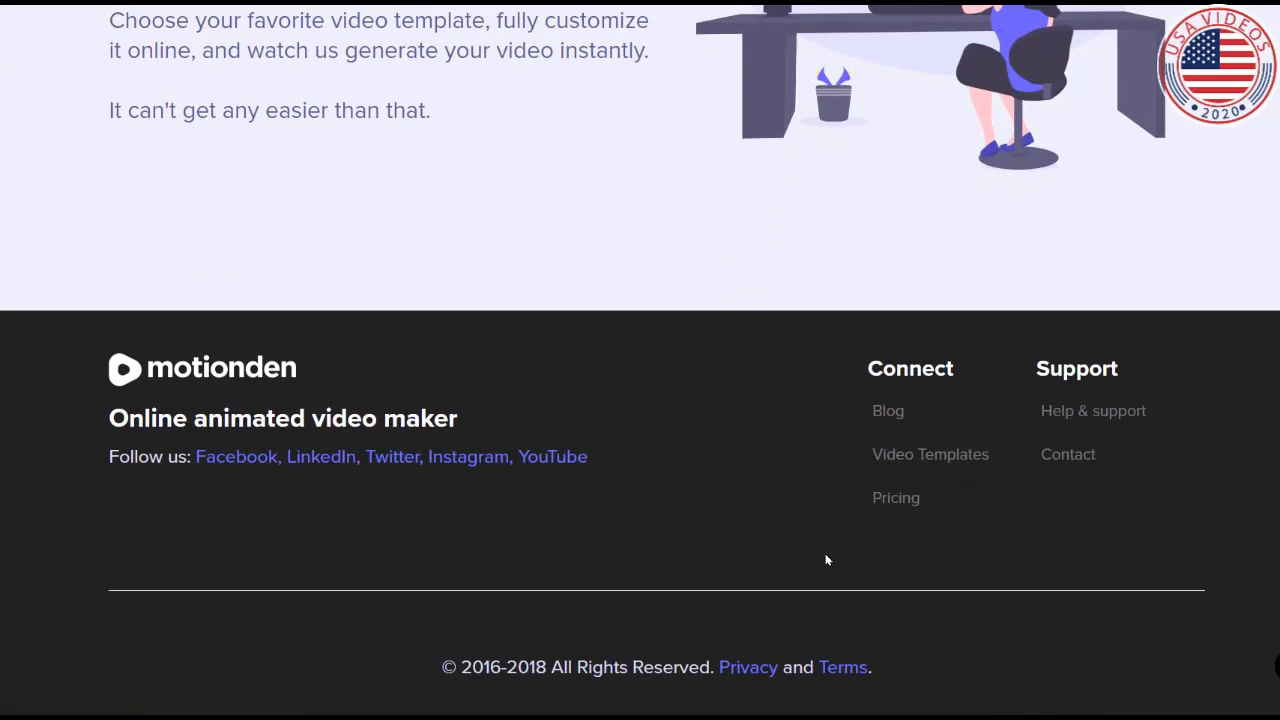 Choose your favorite video template, fully customize
it online, and watch us generate your video instantly.
It can't get any easier than that.
USA VIDEOS
2020
motionden
Online animated video maker
Follow us: Facebook, LinkedIn, Twitter, Instagram, YouTube
Connect
Blog
Video Templates
Pricing
Support
Help & support
Contact
© 2016-2018 All Rights Reserved. Privacy and Terms.